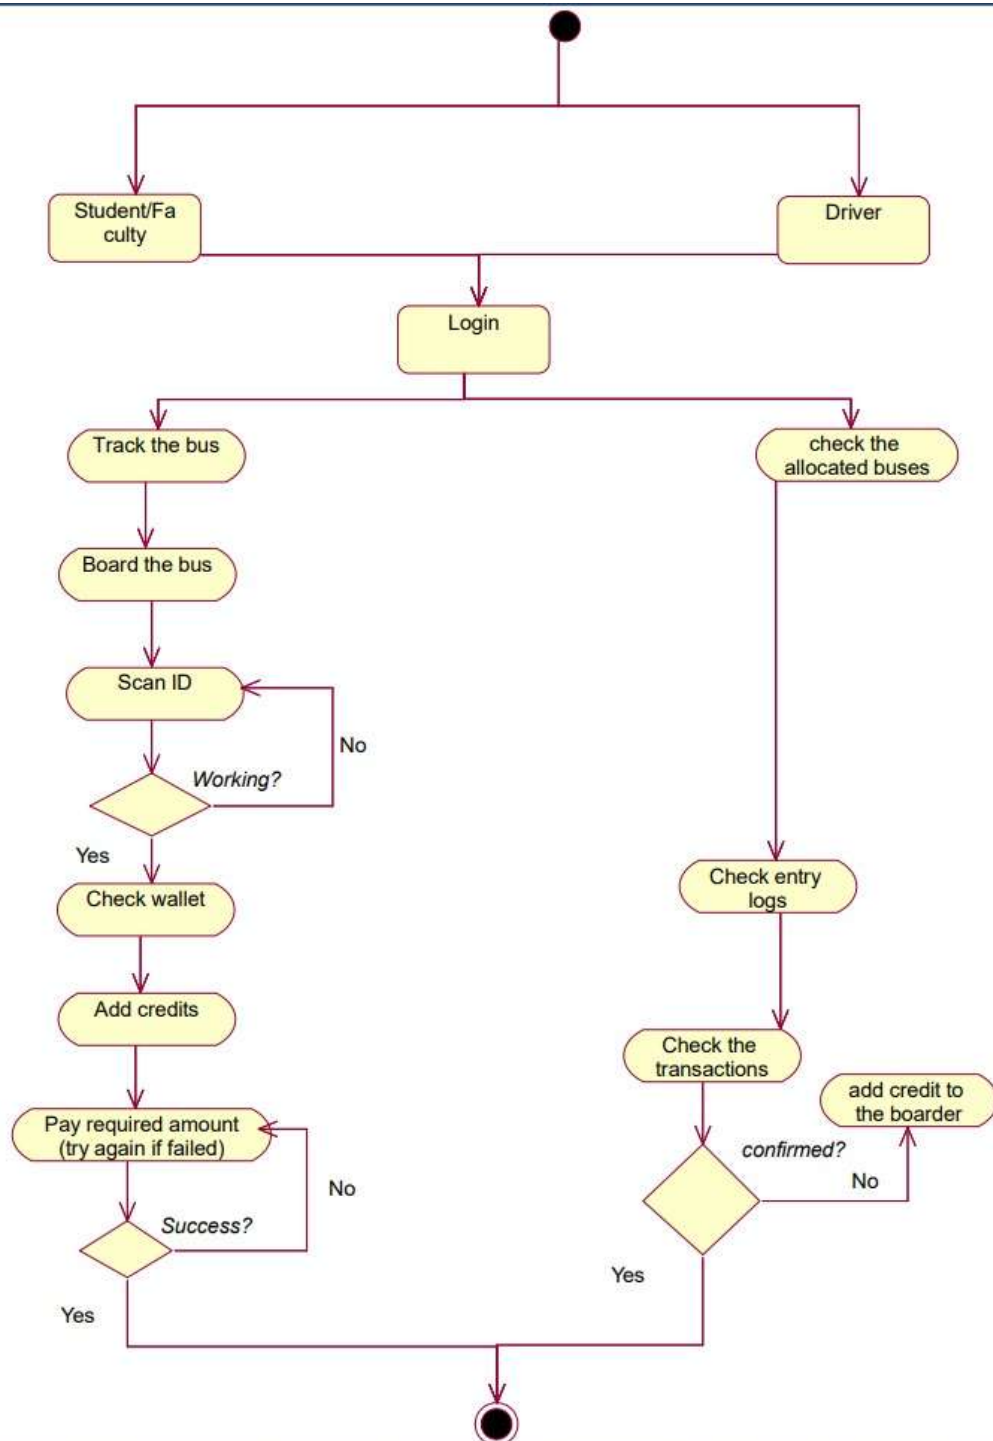 Student/Fa
culty
Driver
Login
Track the bus
check the
allocated buses
Board the bus
Scan ID
No
Working?
Yes
Check wallet
Check entry
logs
Add credits
Check the
transactions
add credit to
the boarder
Pay required amount
(try again if failed)
confirmed?
No
No
Success?
Yes
Yes